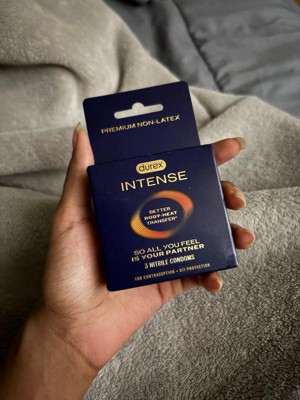 PREMIUM NON-LATEX
durex
INTENSE
BETTER
BODY-HEAT
TRANSFER*
SO ALL YOU FEEL
IS YOUR PARTNER
3 NITRILE CONDOMS
FOR CONTRACEPTION + STI PROTECTION